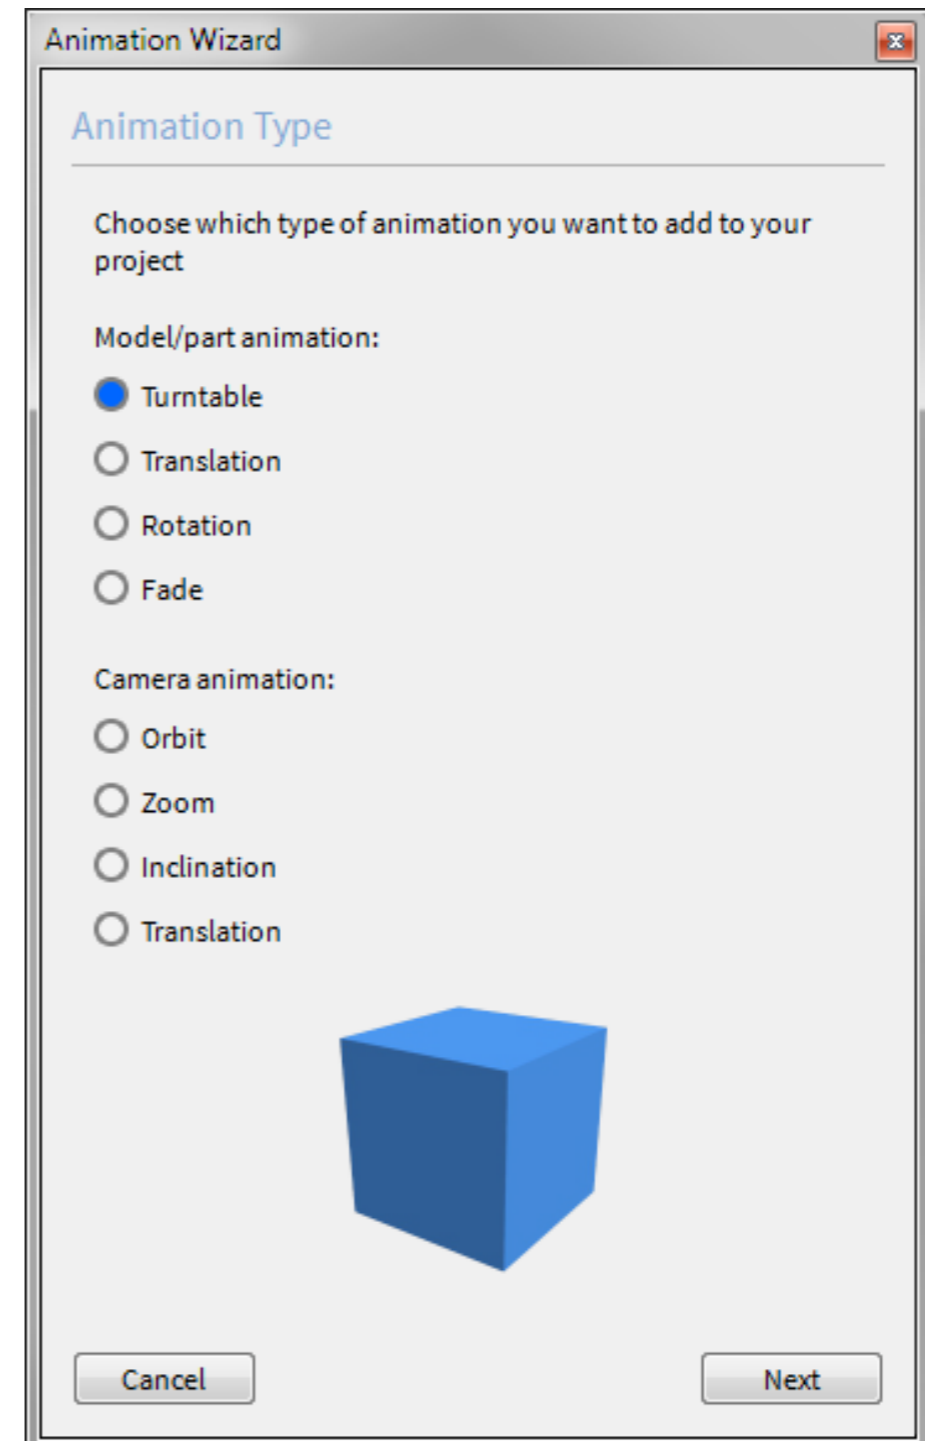 Animation Wizard
Animation Type
Choose which type of animation you want to add to your
project
Model/part animation:
Turntable
Translation
Rotation
Fade
Camera animation:
Orbit
Zoom
Inclination
Translation
Cancel
Next